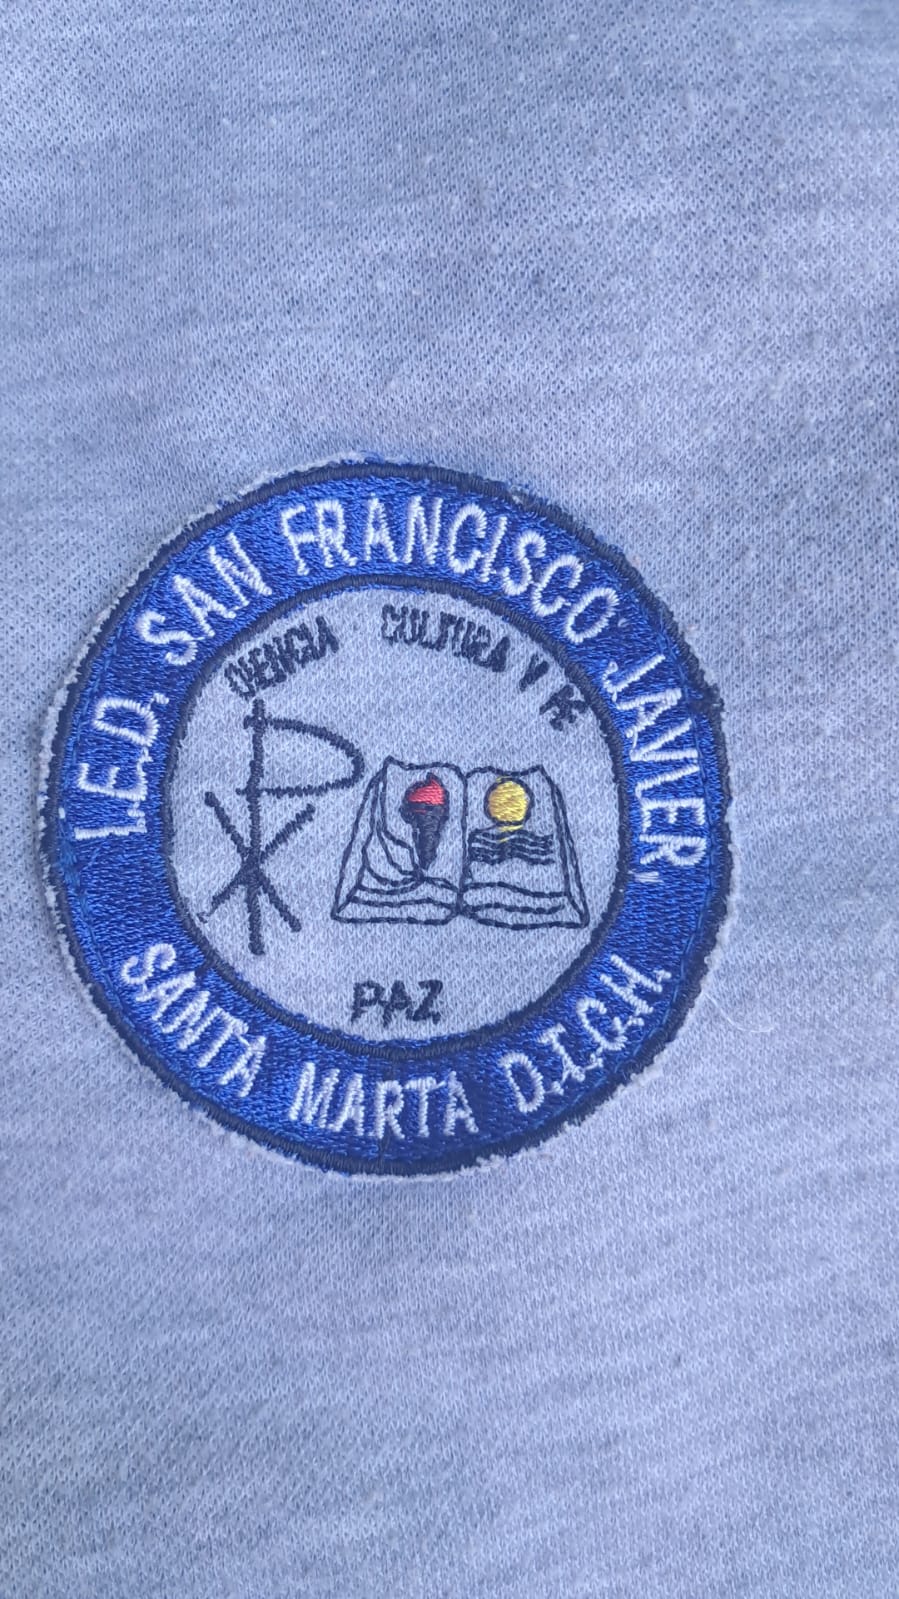 I.E.D. SAN FRANCISCO JAVIER,
CIENCIA CULTURA Y FE
PAZ
SANTA MARTA D.T.C.H.